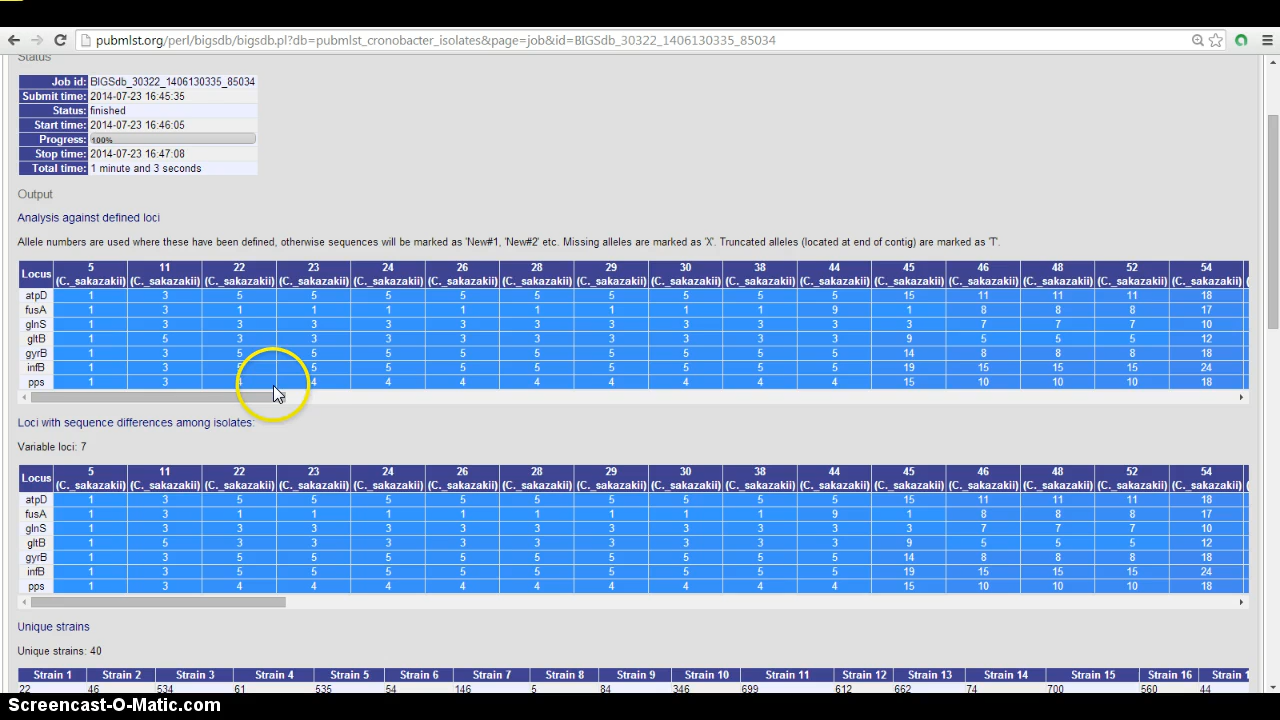 pubmlst.org/perl/bigsdb/bigsdb.pl?db=pubmlst_cronobacter_isolates&page=job&id=BIGSdb_30322_1406130335_85034
Status
Job id: BIGSdb_30322_1406130335_85034
Submit time: 2014-07-23 16:45:35
Status: finished
Start time: 2014-07-23 16:46:05
Progress: 100%
Stop time: 2014-07-23 16:47:08
Total time: 1 minute and 3 seconds
Output
Analysis against defined loci
Allele numbers are used where these have been defined, otherwise sequences will be marked as 'New#1, 'New#2' etc. Missing alleles are marked as 'X'. Truncated alleles (located at end of contig) are marked as 'T'.
Locus 5 (C._sakazakii) 11 (C._sakazakii) 22 (C._sakazakii) 23 (C._sakazakii) 24 (C._sakazakii) 26 (C._sakazakii) 28 (C._sakazakii) 29 (C._sakazakii) 30 (C._sakazakii) 38 (C._sakazakii) 44 (C._sakazakii) 45 (C._sakazakii) 46 (C._sakazakii) 48 (C._sakazakii) 52 (C._sakazakii) 54 (C._sakazakii)
atpD 1 3 5 5 5 5 5 5 5 5 5 15 11 11 11 18
fusA 1 3 1 1 1 1 1 1 1 1 9 1 8 8 8 17
glnS 1 3 3 3 3 3 3 3 3 3 3 3 7 7 7 10
gltB 1 5 3 3 3 3 3 3 3 3 3 9 5 5 5 12
gyrB 1 3 5 5 5 5 5 5 5 5 5 14 8 8 8 18
infB 1 3 5 5 5 5 5 5 5 5 5 19 15 15 15 24
pps 1 3 4 4 4 4 4 4 4 4 4 15 10 10 10 18
Loci with sequence differences among isolates:
Variable loci: 7
Locus 5 (C._sakazakii) 11 (C._sakazakii) 22 (C._sakazakii) 23 (C._sakazakii) 24 (C._sakazakii) 26 (C._sakazakii) 28 (C._sakazakii) 29 (C._sakazakii) 30 (C._sakazakii) 38 (C._sakazakii) 44 (C._sakazakii) 45 (C._sakazakii) 46 (C._sakazakii) 48 (C._sakazakii) 52 (C._sakazakii) 54 (C._sakazakii)
atpD 1 3 5 5 5 5 5 5 5 5 5 15 11 11 11 18
fusA 1 3 1 1 1 1 1 1 1 1 9 1 8 8 8 17
glnS 1 3 3 3 3 3 3 3 3 3 3 3 7 7 7 10
gltB 1 5 3 3 3 3 3 3 3 3 3 9 5 5 5 12
gyrB 1 3 5 5 5 5 5 5 5 5 5 14 8 8 8 18
infB 1 3 5 5 5 5 5 5 5 5 5 19 15 15 15 24
pps 1 3 4 4 4 4 4 4 4 4 4 15 10 10 10 18
Unique strains
Unique strains: 40
Strain 1 Strain 2 Strain 3 Strain 4 Strain 5 Strain 6 Strain 7 Strain 8 Strain 9 Strain 10 Strain 11 Strain 12 Strain 13 Strain 14 Strain 15 Strain 16 Strain 1
22 46 534 61 535 54 146 5 84 346 699 612 662 74 700 560 44
Screencast-O-Matic.com